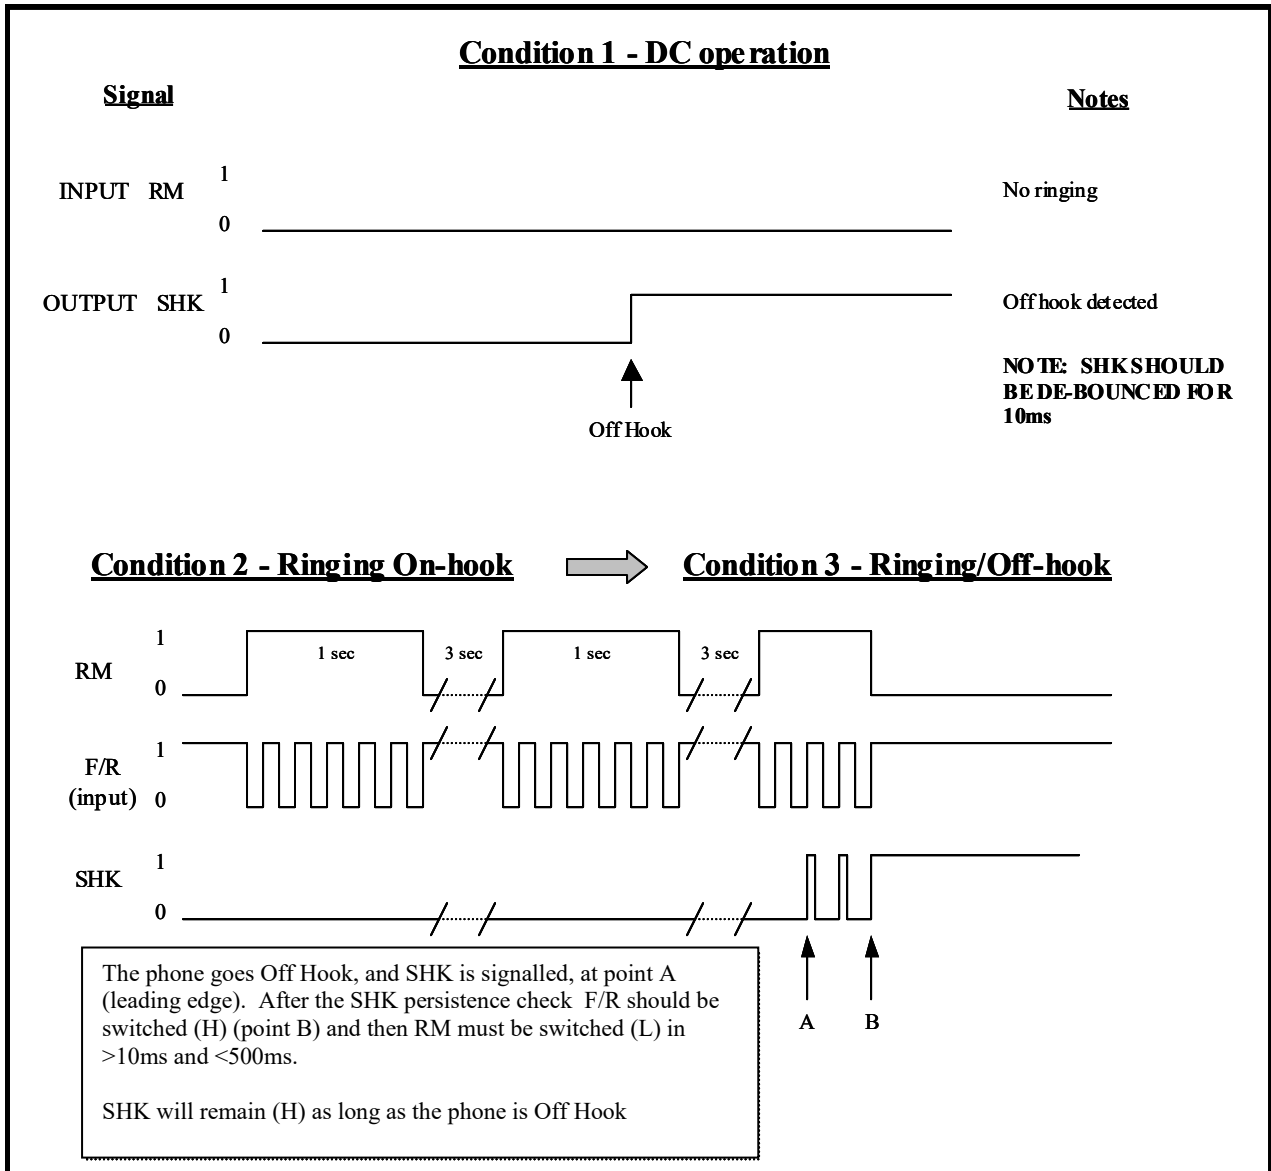 Condition 1 - DC operation
Signal
Notes
INPUT RM
1
0
No ringing
OUTPUT SHK
1
0
Off hook detected
NOTE: SHK SHOULD
BE DE-BOUNCED FOR
10ms
Off Hook
Condition 2 - Ringing On-hook
Condition 3 - Ringing/Off-hook
RM
1
0
1 sec
3 sec
1 sec
3 sec
F/R
(input)
1
0
SHK
1
0
The phone goes Off Hook, and SHK is signalled, at point A
(leading edge). After the SHK persistence check F/R should be
switched (H) (point B) and then RM must be switched (L) in
>10ms and <500ms.
SHK will remain (H) as long as the phone is Off Hook
A
B